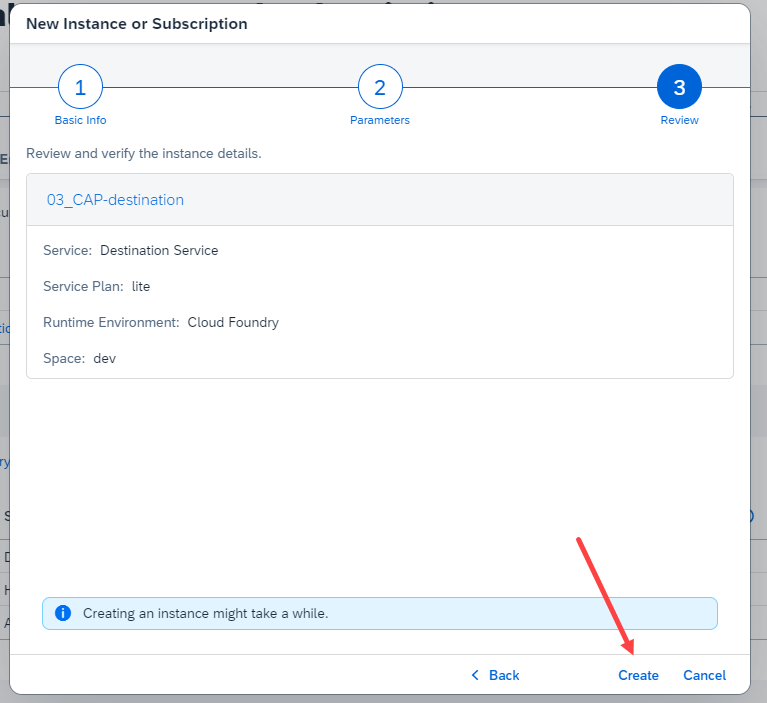 New Instance or Subscription
1
2
3
Basic Info
Parameters
Review
Review and verify the instance details.
03_CAP-destination
Service: Destination Service
Service Plan: lite
Runtime Environment: Cloud Foundry
Space: dev
Creating an instance might take a while.
Back
Create
Cancel